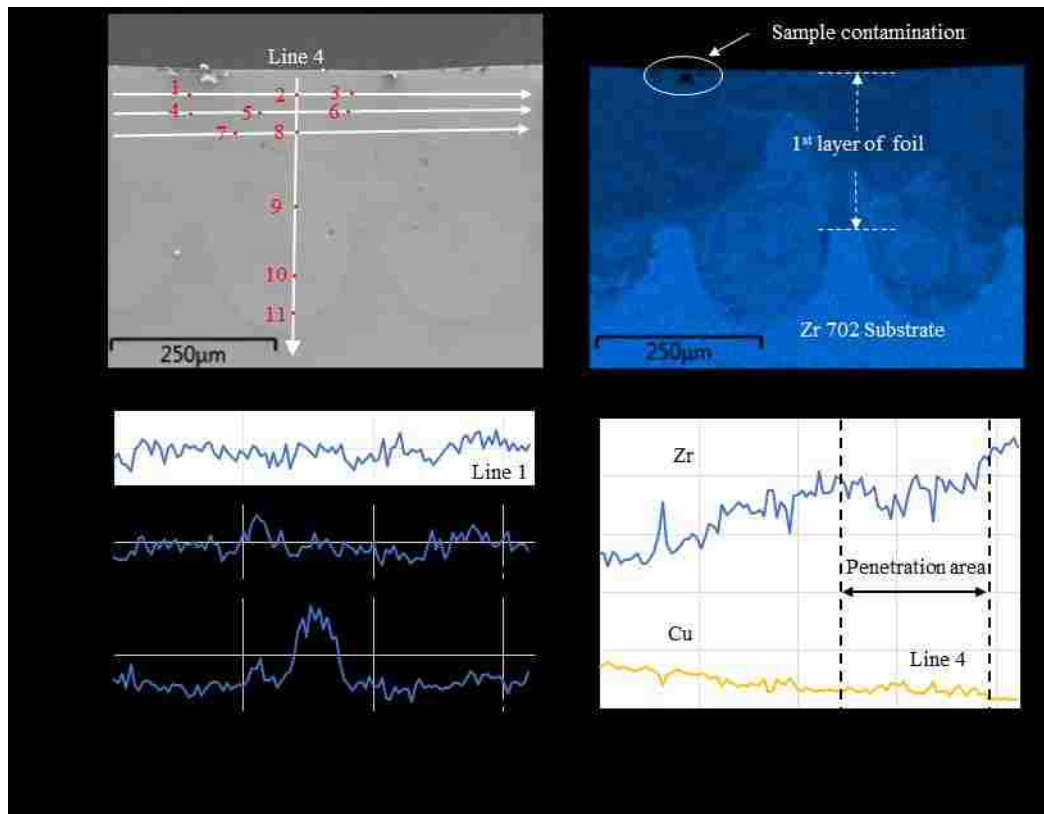 Line 4
1
2
3
4
5
6
7
8
9
10
11
250μm
Sample contamination
1st layer of foil
Zr 702 Substrate
250μm
Line 1
Zr
Penetration area
Cu
Line 4